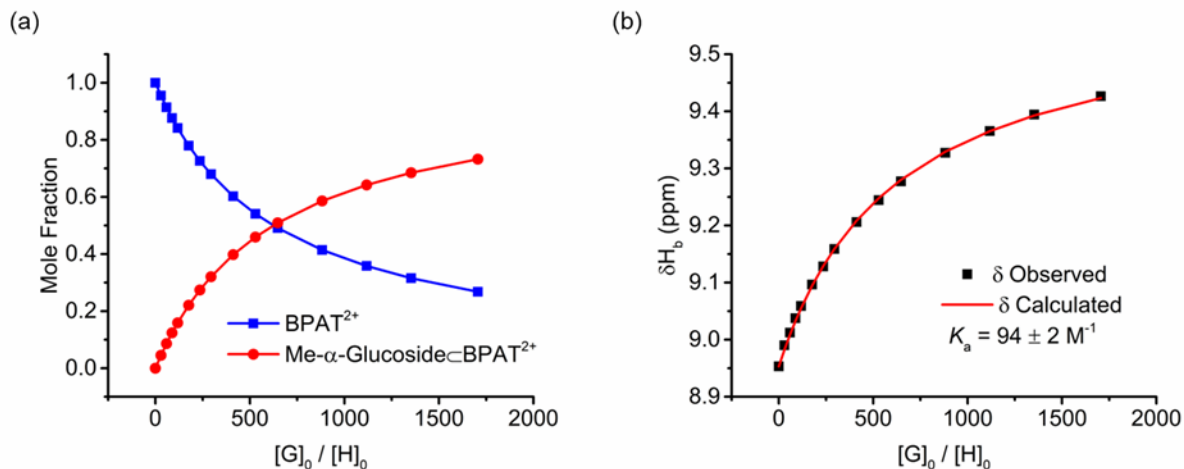 (a)
Mole Fraction
1.0
0.8
0.6
0.4
0.2
0.0
BPAT²⁺
Me-α-Glucoside⊂BPAT²⁺
0 500 1000 1500 2000
[G]₀ / [H]₀
(b)
δH_b (ppm)
9.5
9.4
9.3
9.2
9.1
9.0
8.9
δ Observed
δ Calculated
Kₐ = 94 ± 2 M⁻¹
0 500 1000 1500 2000
[G]₀ / [H]₀